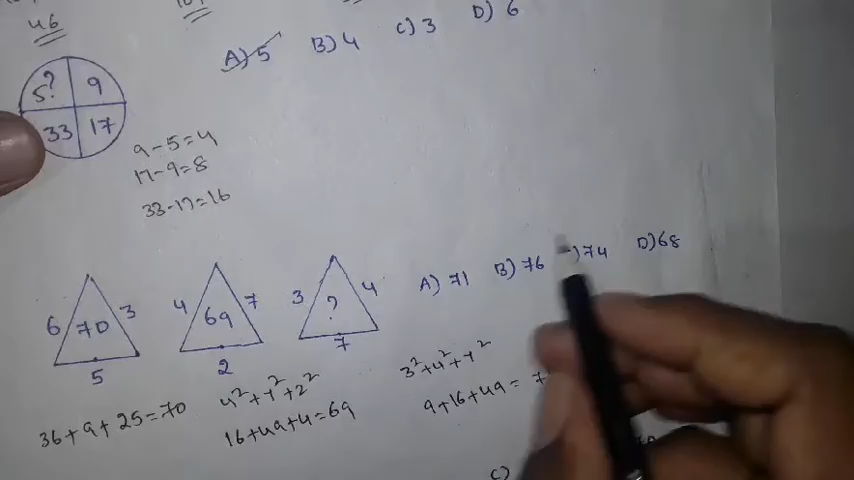 46
A) 5 B) 4 C) 3 D) 6
5? 9
33 17
9-5=4
17-9=8
33-17=16
6 70 3
5
4 69 7
2
3 ? 4
7
A) 71 B) 76 )74 D)68
36+9+25=70
4²+7²+2²
16+49+4=69
3²+4²+7²
9+16+49= 7
C)